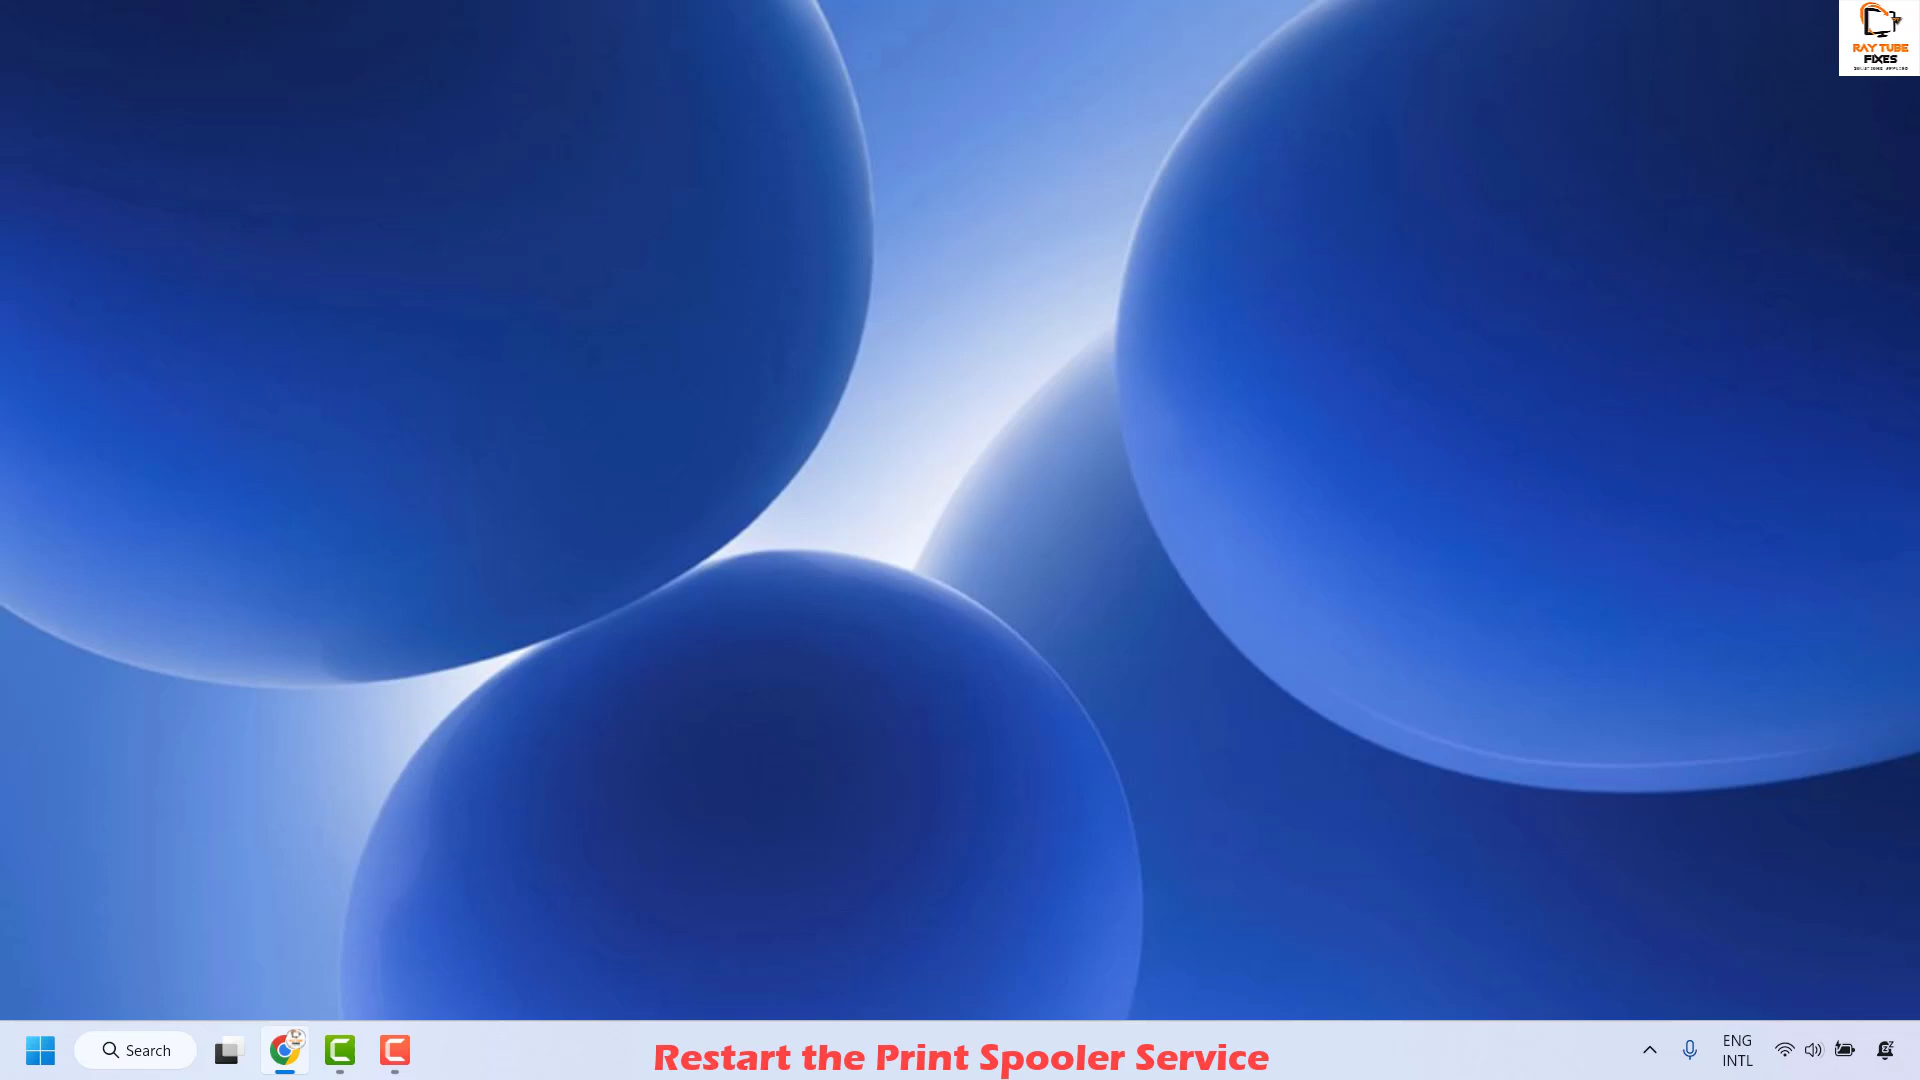 RAY TUBE
FIXES
Search
Restart the Print Spooler Service
ENG
INTL